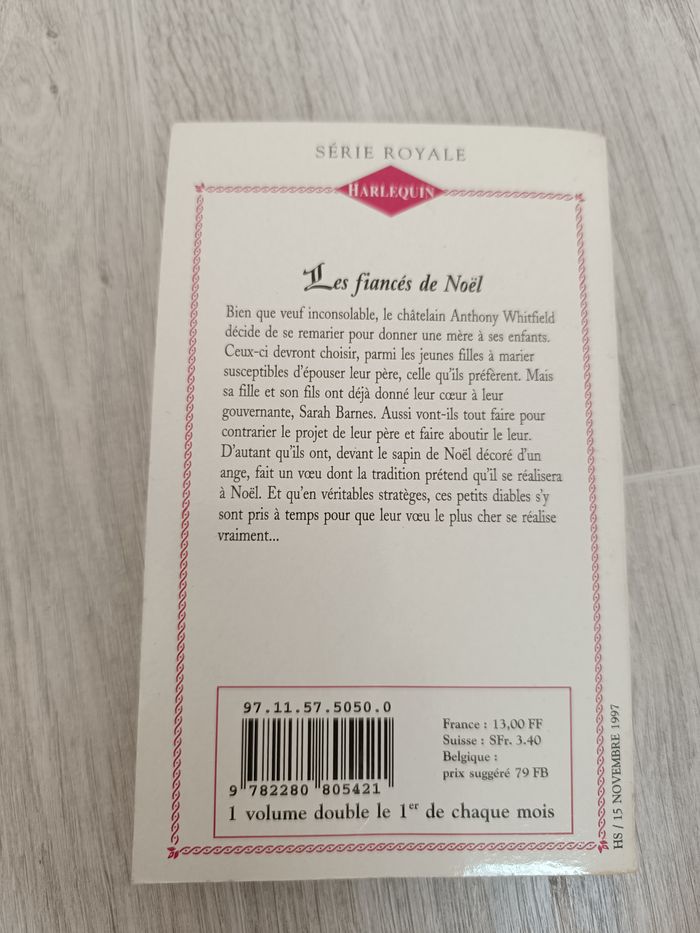 SÉRIE ROYALE
HARLEQUIN
Les fiancés de Noël
Bien que veuf inconsolable, le châtelain Anthony Whitfield
décide de se remarier pour donner une mère à ses enfants.
Ceux-ci devront choisir, parmi les jeunes filles à marier
susceptibles d'épouser leur père, celle qu'ils préfèrent. Mais
sa fille et son fils ont déjà donné leur cœur à leur
gouvernante, Sarah Barnes. Aussi vont-ils tout faire pour
contrarier le projet de leur père et faire aboutir le leur.
D'autant qu'ils ont, devant le sapin de Noël décoré d'un
ange, fait un vœu dont la tradition prétend qu'il se réalisera
à Noël. Et qu'en véritables stratèges, ces petits diables s'y
sont pris à temps pour que leur vœu le plus cher se réalise
vraiment...
97.11.57.5050.0
9 782280 805421
France : 13,00 FF
Suisse : SFr. 3.40
Belgique :
prix suggéré 79 FB
1 volume double le 1er de chaque mois
HS / 15 NOVEMBRE 1997